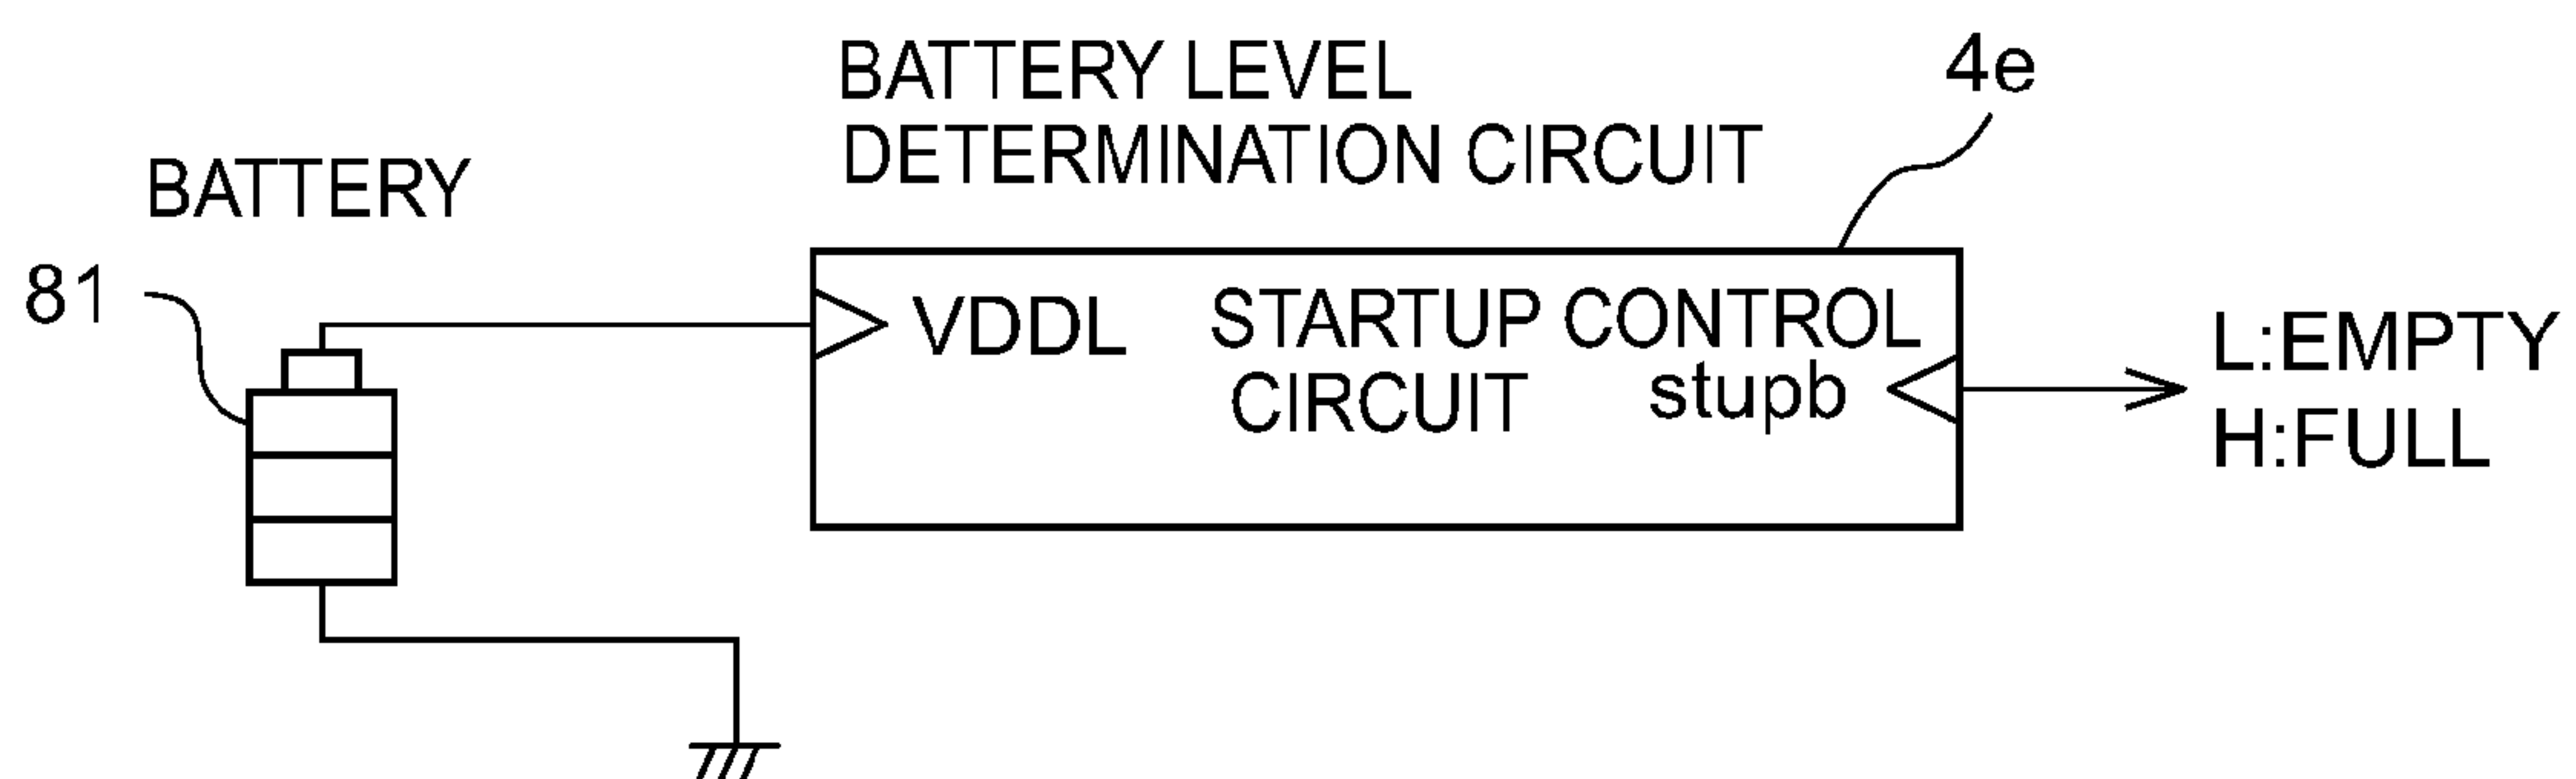 BATTERY LEVEL
DETERMINATION CIRCUIT
4e
BATTERY
81
VDDL
STARTUP CONTROL
CIRCUIT
stupb
L:EMPTY
H:FULL